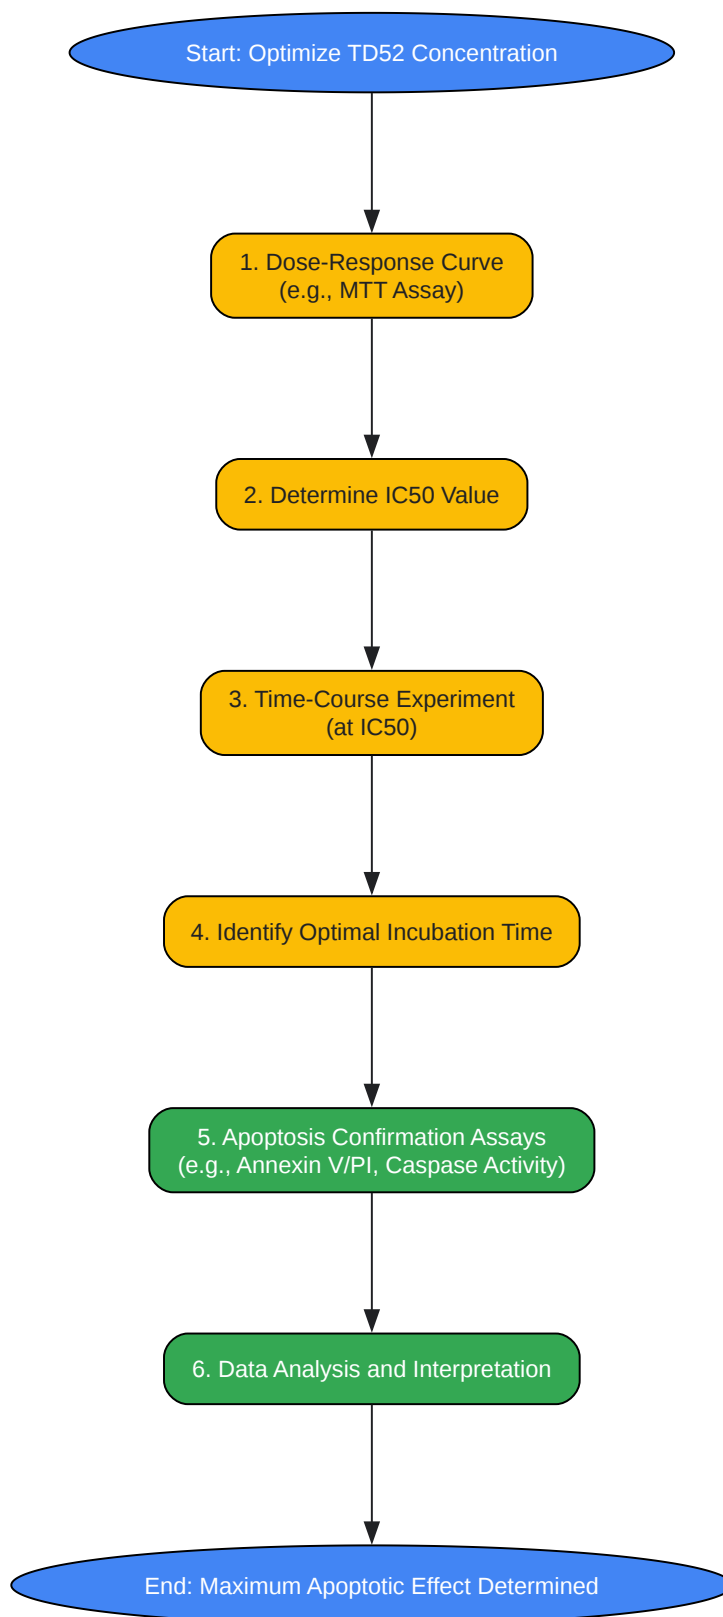 Start: Optimize TD52 Concentration
1. Dose-Response Curve
(e.g., MTT Assay)
2. Determine IC50 Value
3. Time-Course Experiment
(at IC50)
4. Identify Optimal Incubation Time
5. Apoptosis Confirmation Assays
(e.g., Annexin V/PI, Caspase Activity)
6. Data Analysis and Interpretation
End: Maximum Apoptotic Effect Determined